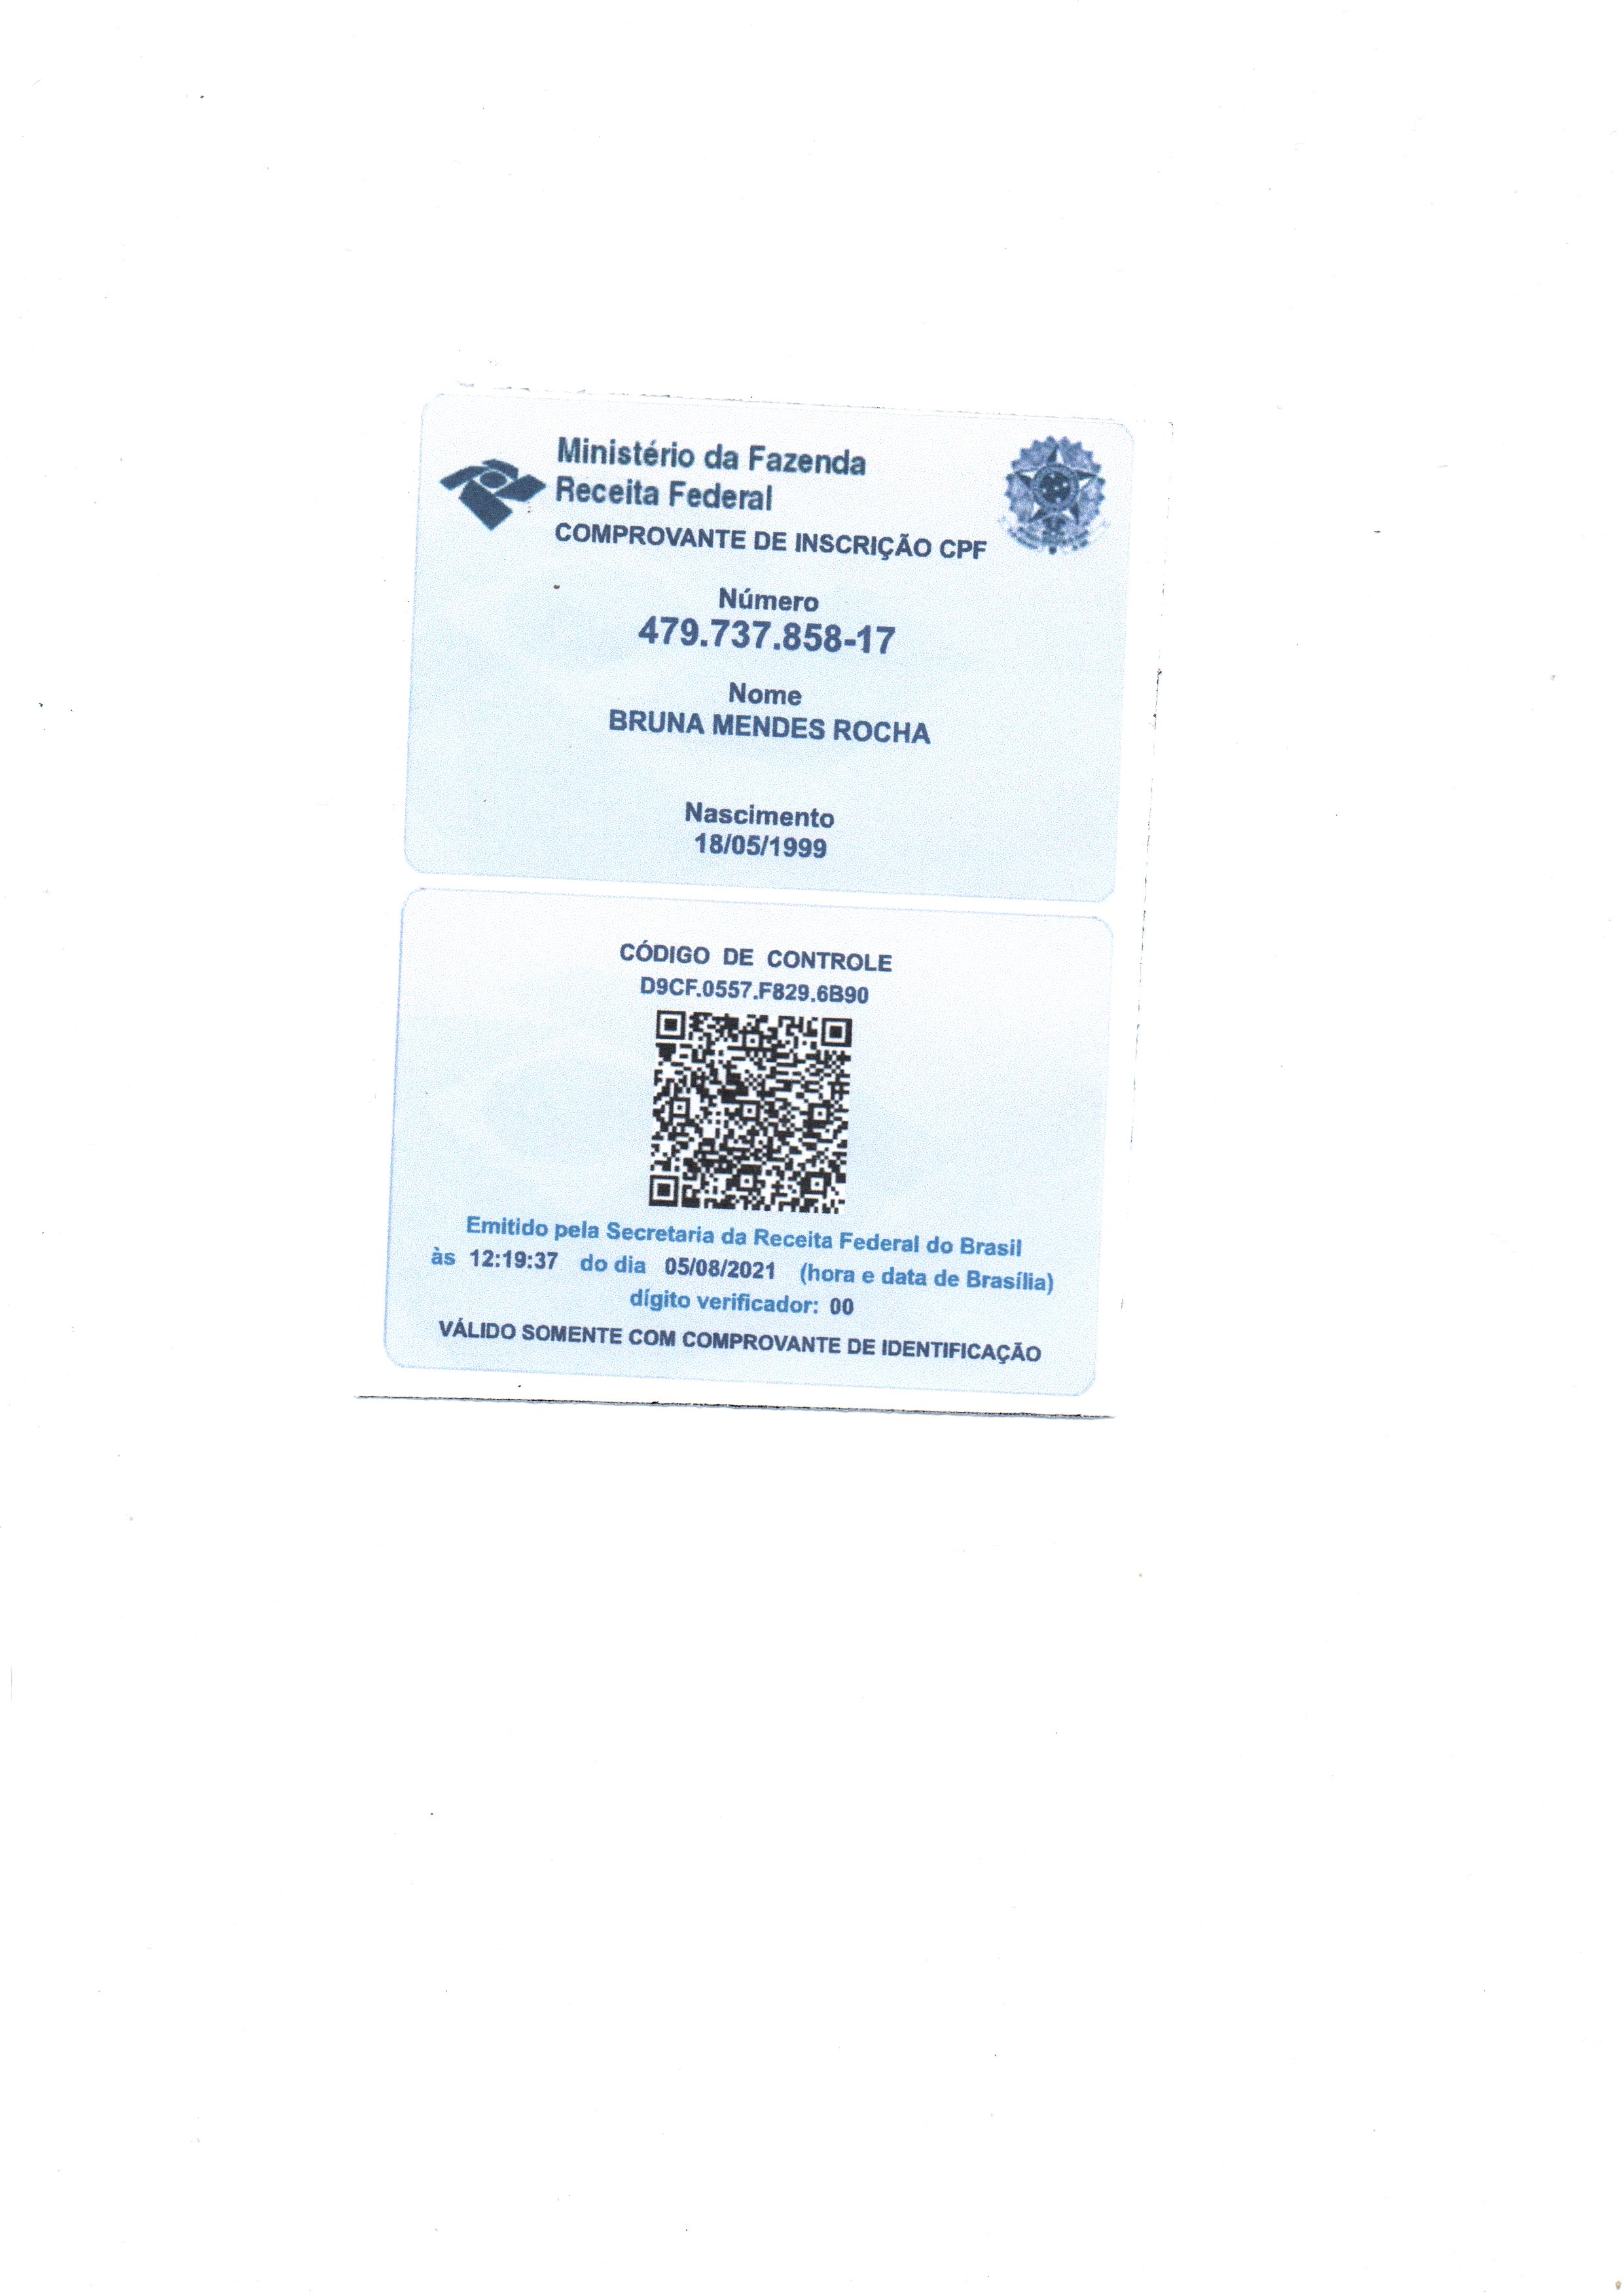 Ministério da Fazenda
Receita Federal
COMPROVANTE DE INSCRIÇÃO CPF
Número
479.737.858-17
Nome
BRUNA MENDES ROCHA
Nascimento
18/05/1999
CÓDIGO DE CONTROLE
D9CF.0557.F829.6B90
Emitido pela Secretaria da Receita Federal do Brasil
às 12:19:37 do dia 05/08/2021 (hora e data de Brasília)
dígito verificador: 00
VÁLIDO SOMENTE COM COMPROVANTE DE IDENTIFICAÇÃO